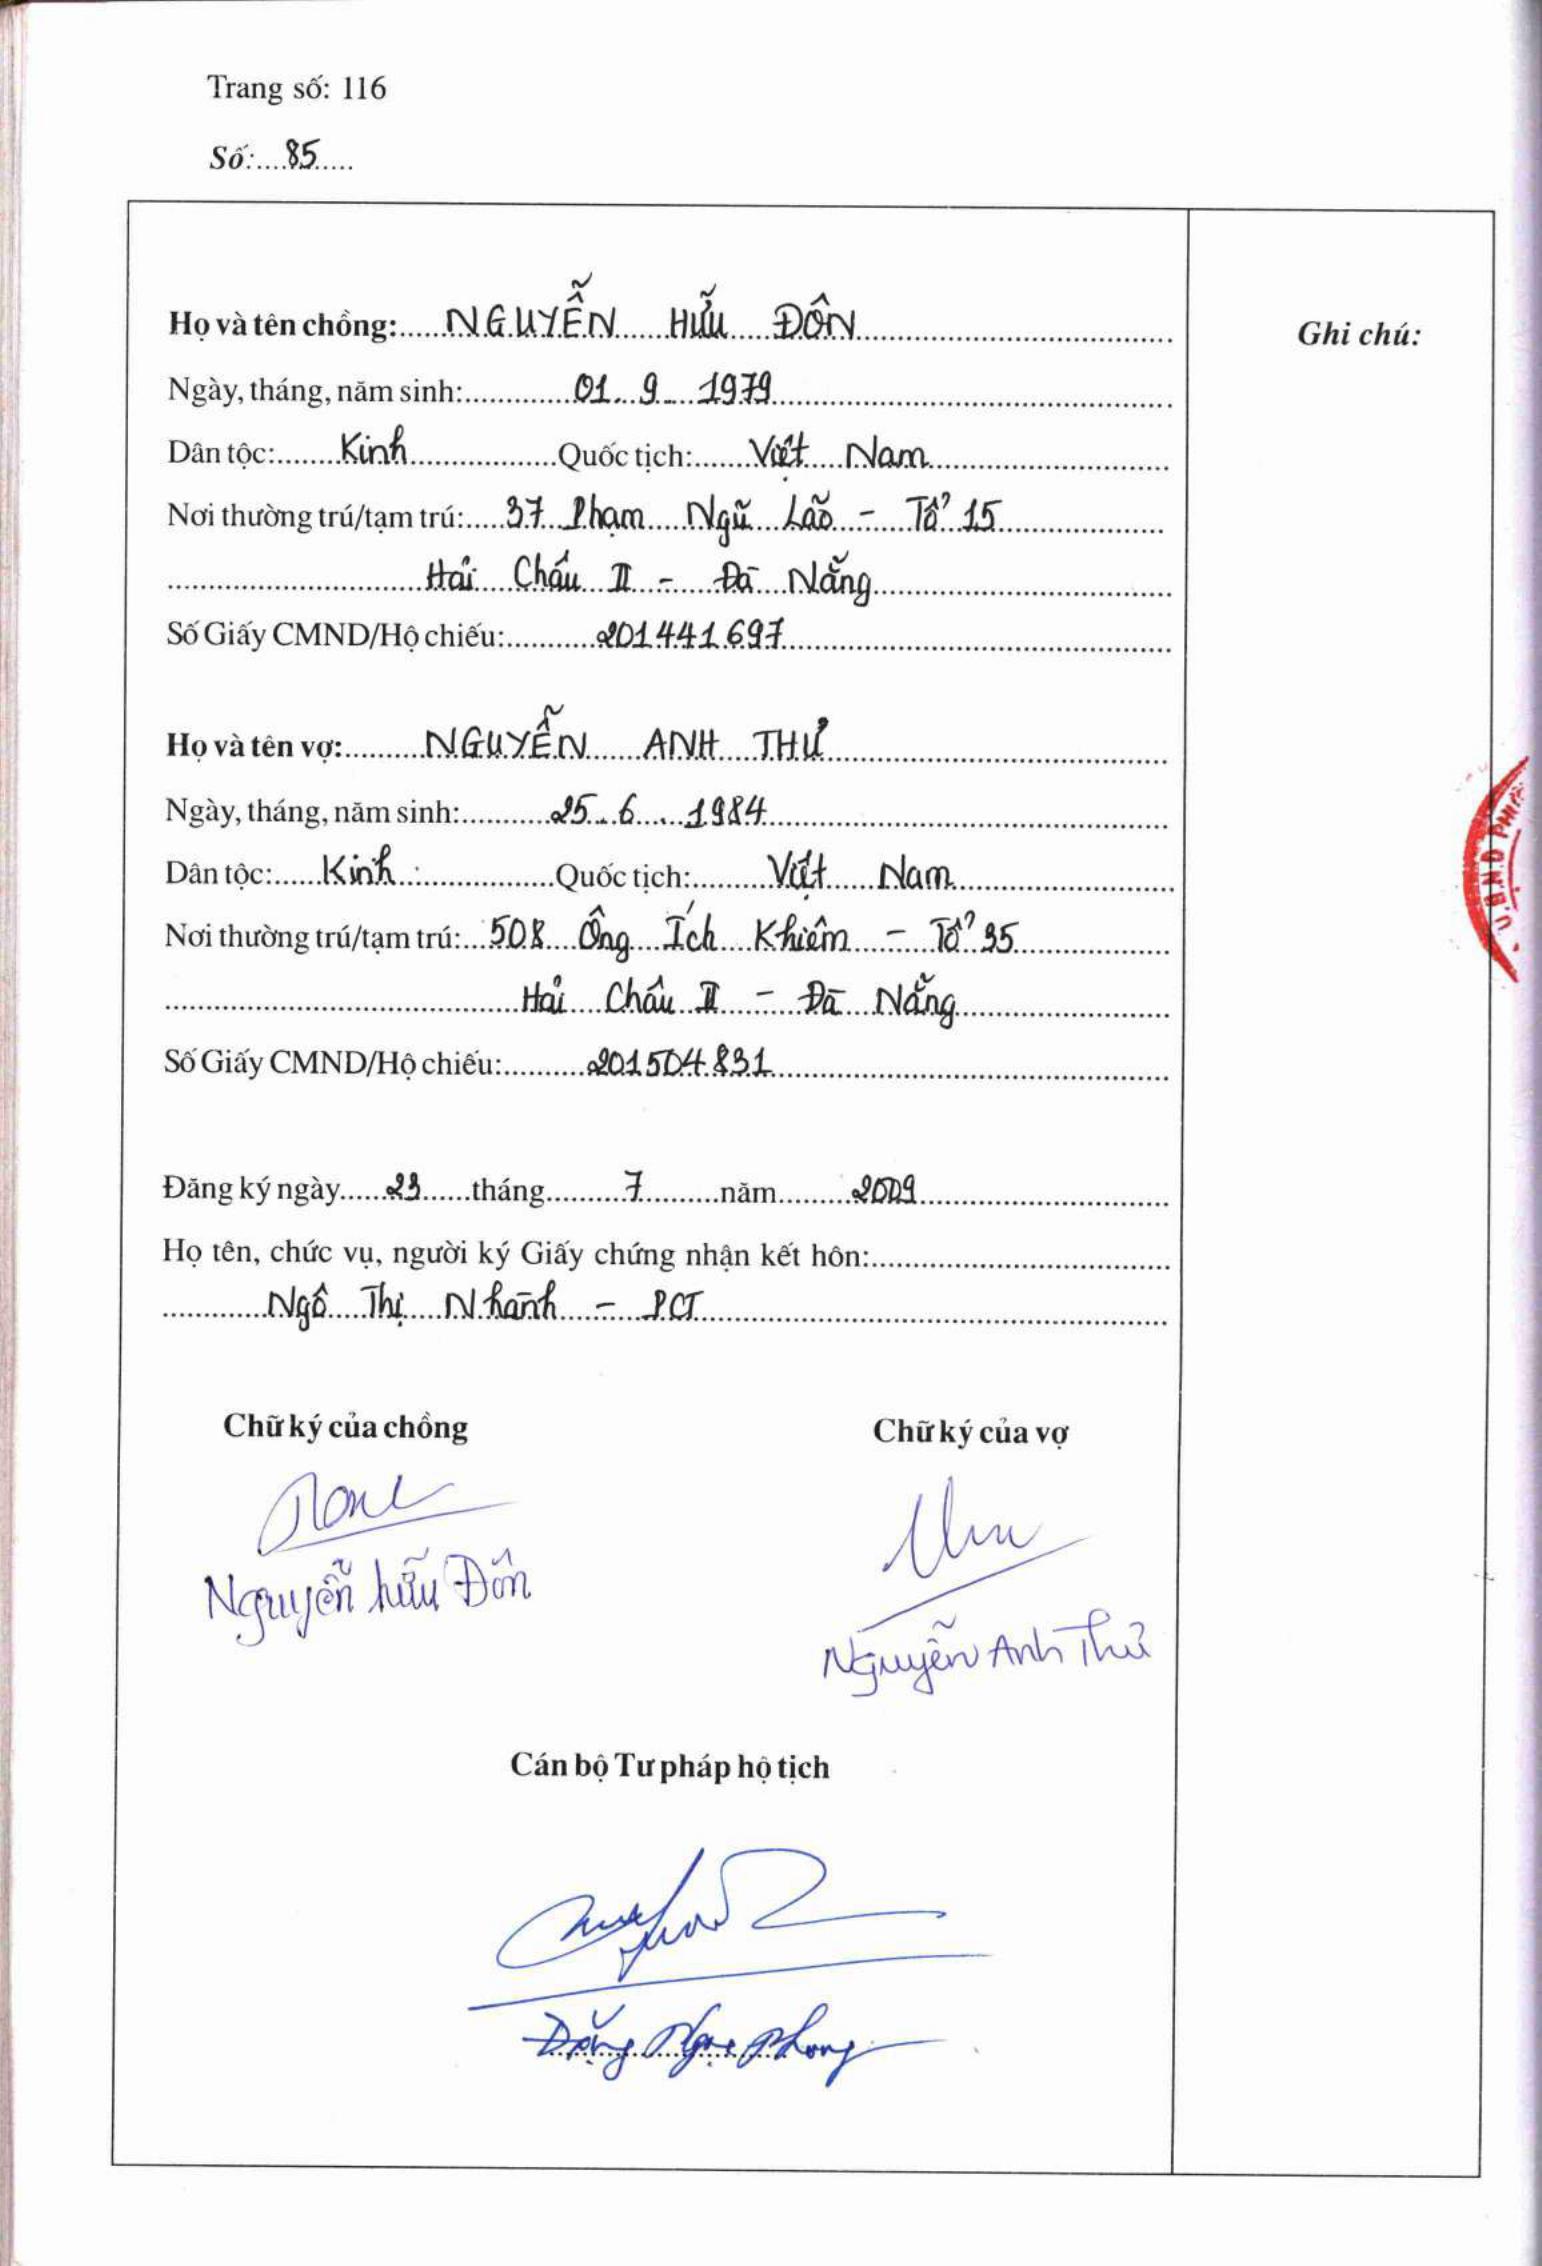 Trang số: 116
Số: 85
Họ và tên chồng: NGUYỄN HỮU ĐÔN
Ghi chú:
Ngày, tháng, năm sinh: 01.9.1979
Dân tộc: Kinh Quốc tịch: Việt Nam
Nơi thường trú/tạm trú: 37 Phạm Ngũ Lão - Tổ 15
Hải Châu II - Đà Nẵng
Số Giấy CMND/Hộ chiếu: 201441697
Họ và tên vợ: NGUYỄN ANH THƯ
Ngày, tháng, năm sinh: 25.6.1984
Dân tộc: Kinh Quốc tịch: Việt Nam
Nơi thường trú/tạm trú: 508 Ông Ích Khiêm - Tổ 35
Hải Châu II - Đà Nẵng
Số Giấy CMND/Hộ chiếu: 201504831
U.B.N.D
Đăng ký ngày 23 tháng 7 năm 2009
Họ tên, chức vụ, người ký Giấy chứng nhận kết hôn:
Ngô Thị Nhành - PCT
Chữ ký của chồng Chữ ký của vợ
Nguyễn Hữu Đôn
Nguyễn Anh Thư
Cán bộ Tư pháp hộ tịch
Đặng Ngọc Phong